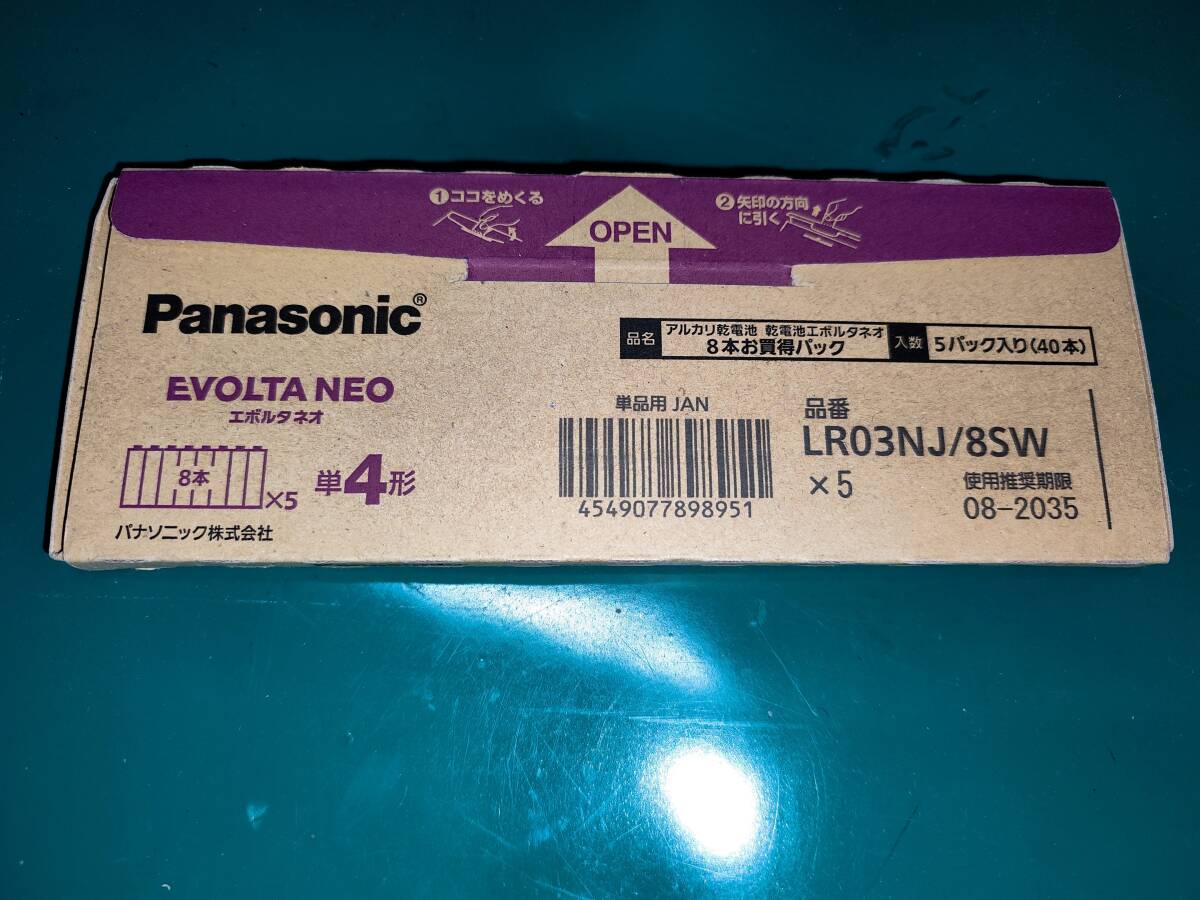 ①ココをめくる
OPEN
②矢印の方向
に引く
Panasonic®
EVOLTA NEO
エボルタネオ
8本
×5
単4形
パナソニック株式会社
品名
アルカリ乾電池 乾電池エボルタネオ
8本お買得パック
入数
5パック入り(40本)
単品用 JAN
4549077898951
品番
LR03NJ/8SW
×5
使用推奨期限
08-2035